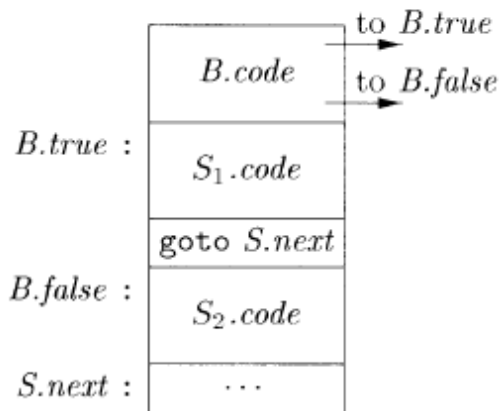 to B.true
B.code
to B.false
B.true :
S₁.code
goto S.next
B.false :
S₂.code
S.next : ...